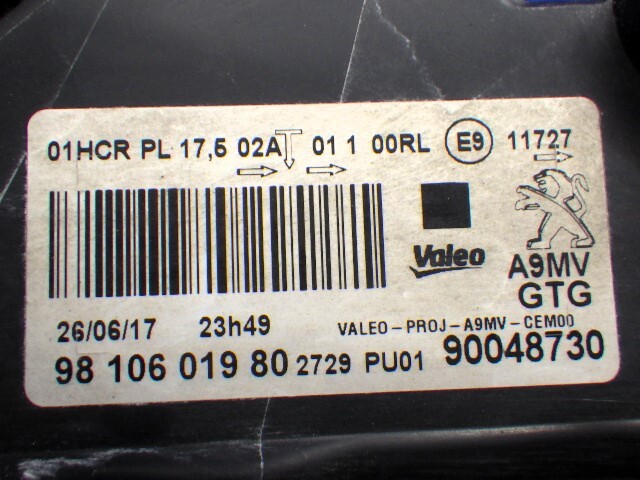 01HCR PL 17,5 02A 01 1 00RL E9 11727
Valeo
A9MV
GTG
26/06/17 23h49 VALEO-PROJ-A9MV-CEM00
98 106 019 80 2729 PU01 90048730